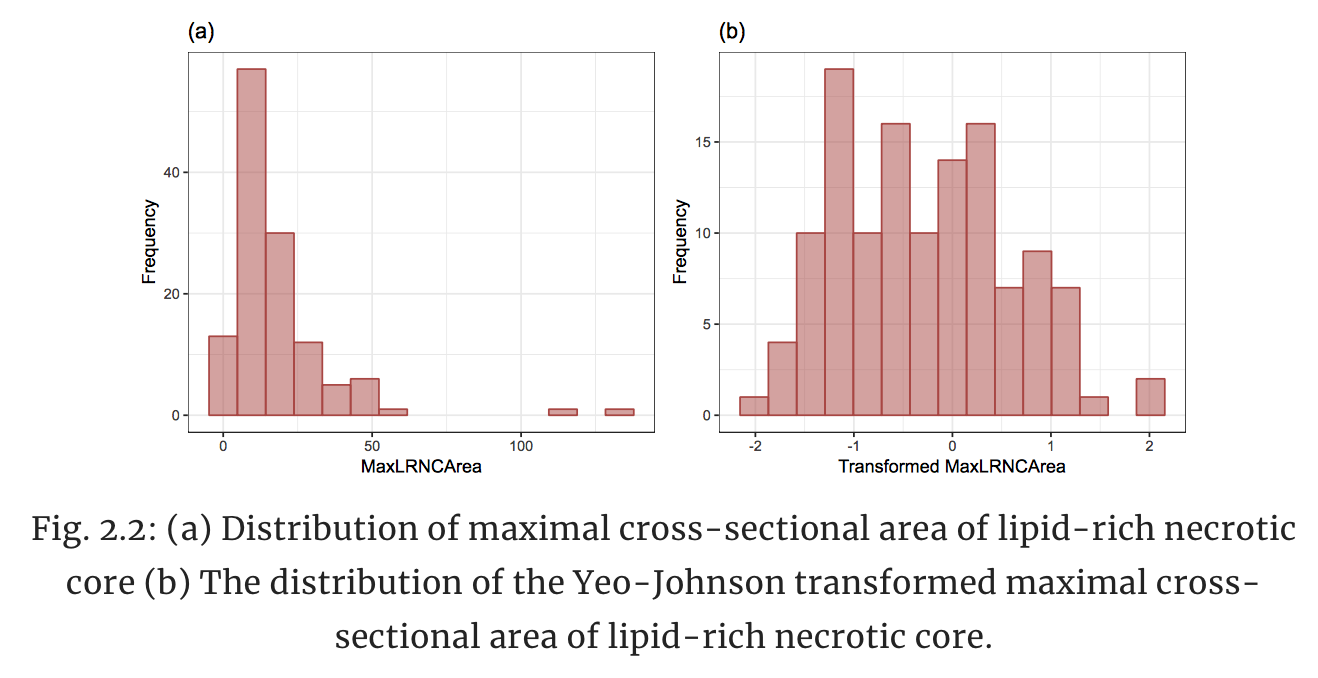 (a)
(b)
Frequency
40
20
0
0
50
100
MaxLRNCArea
Frequency
15
10
5
0
-2
-1
0
1
2
Transformed MaxLRNCArea
Fig. 2.2: (a) Distribution of maximal cross-sectional area of lipid-rich necrotic
core (b) The distribution of the Yeo-Johnson transformed maximal cross-
sectional area of lipid-rich necrotic core.